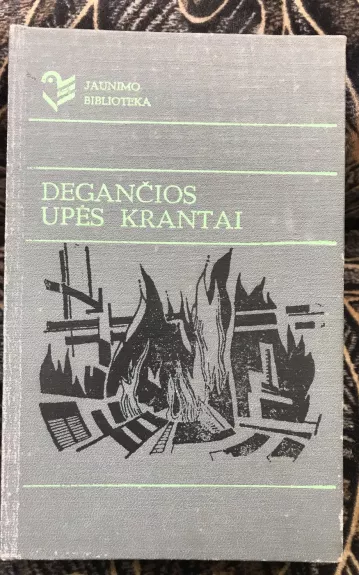 JAUNIMO
BIBLIOTEKA
DEGANČIOS
UPĖS KRANTAI